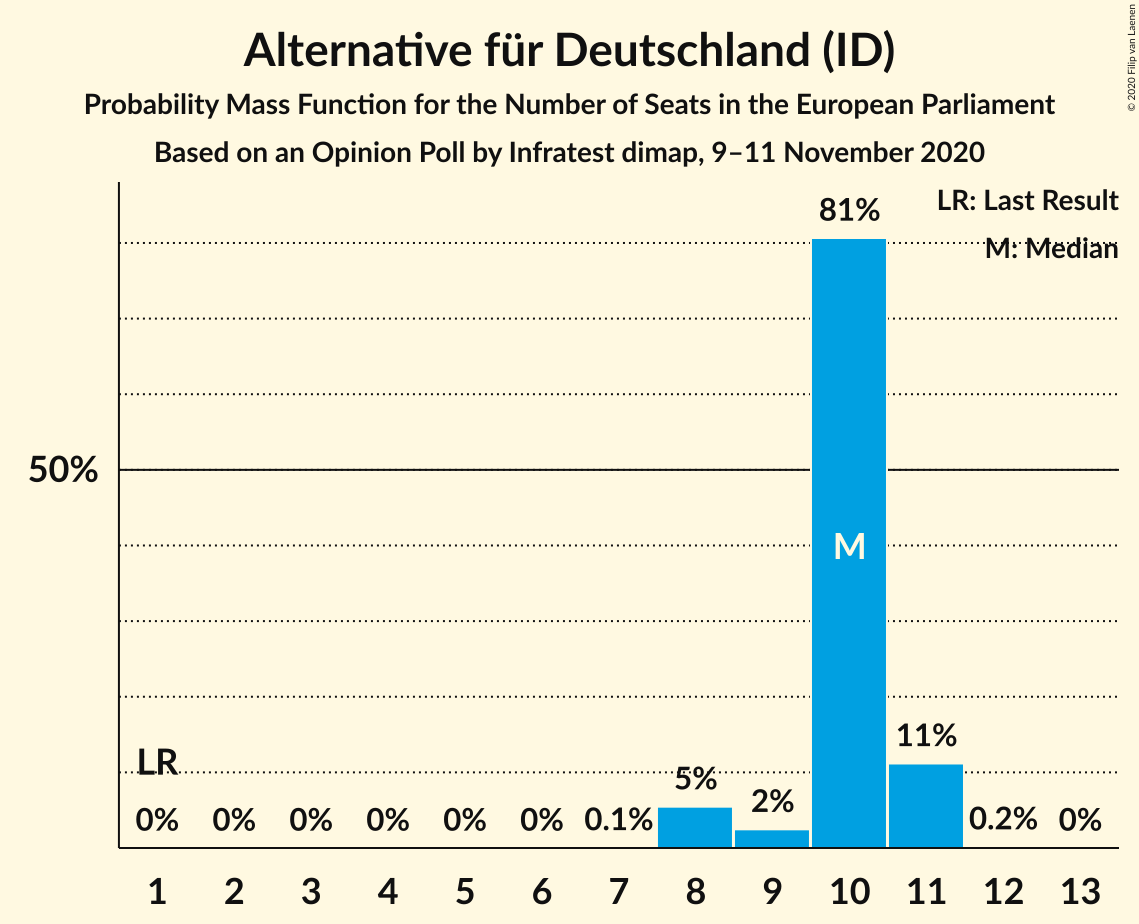 Alternative für Deutschland (ID)
Probability Mass Function for the Number of Seats in the European Parliament
Based on an Opinion Poll by Infratest dimap, 9–11 November 2020
© 2020 Filip van Laenen
LR: Last Result
M: Median
81%
50%
M
LR
11%
5%
2%
0% 0% 0% 0% 0% 0% 0.1% 0.2% 0%
1 2 3 4 5 6 7 8 9 10 11 12 13